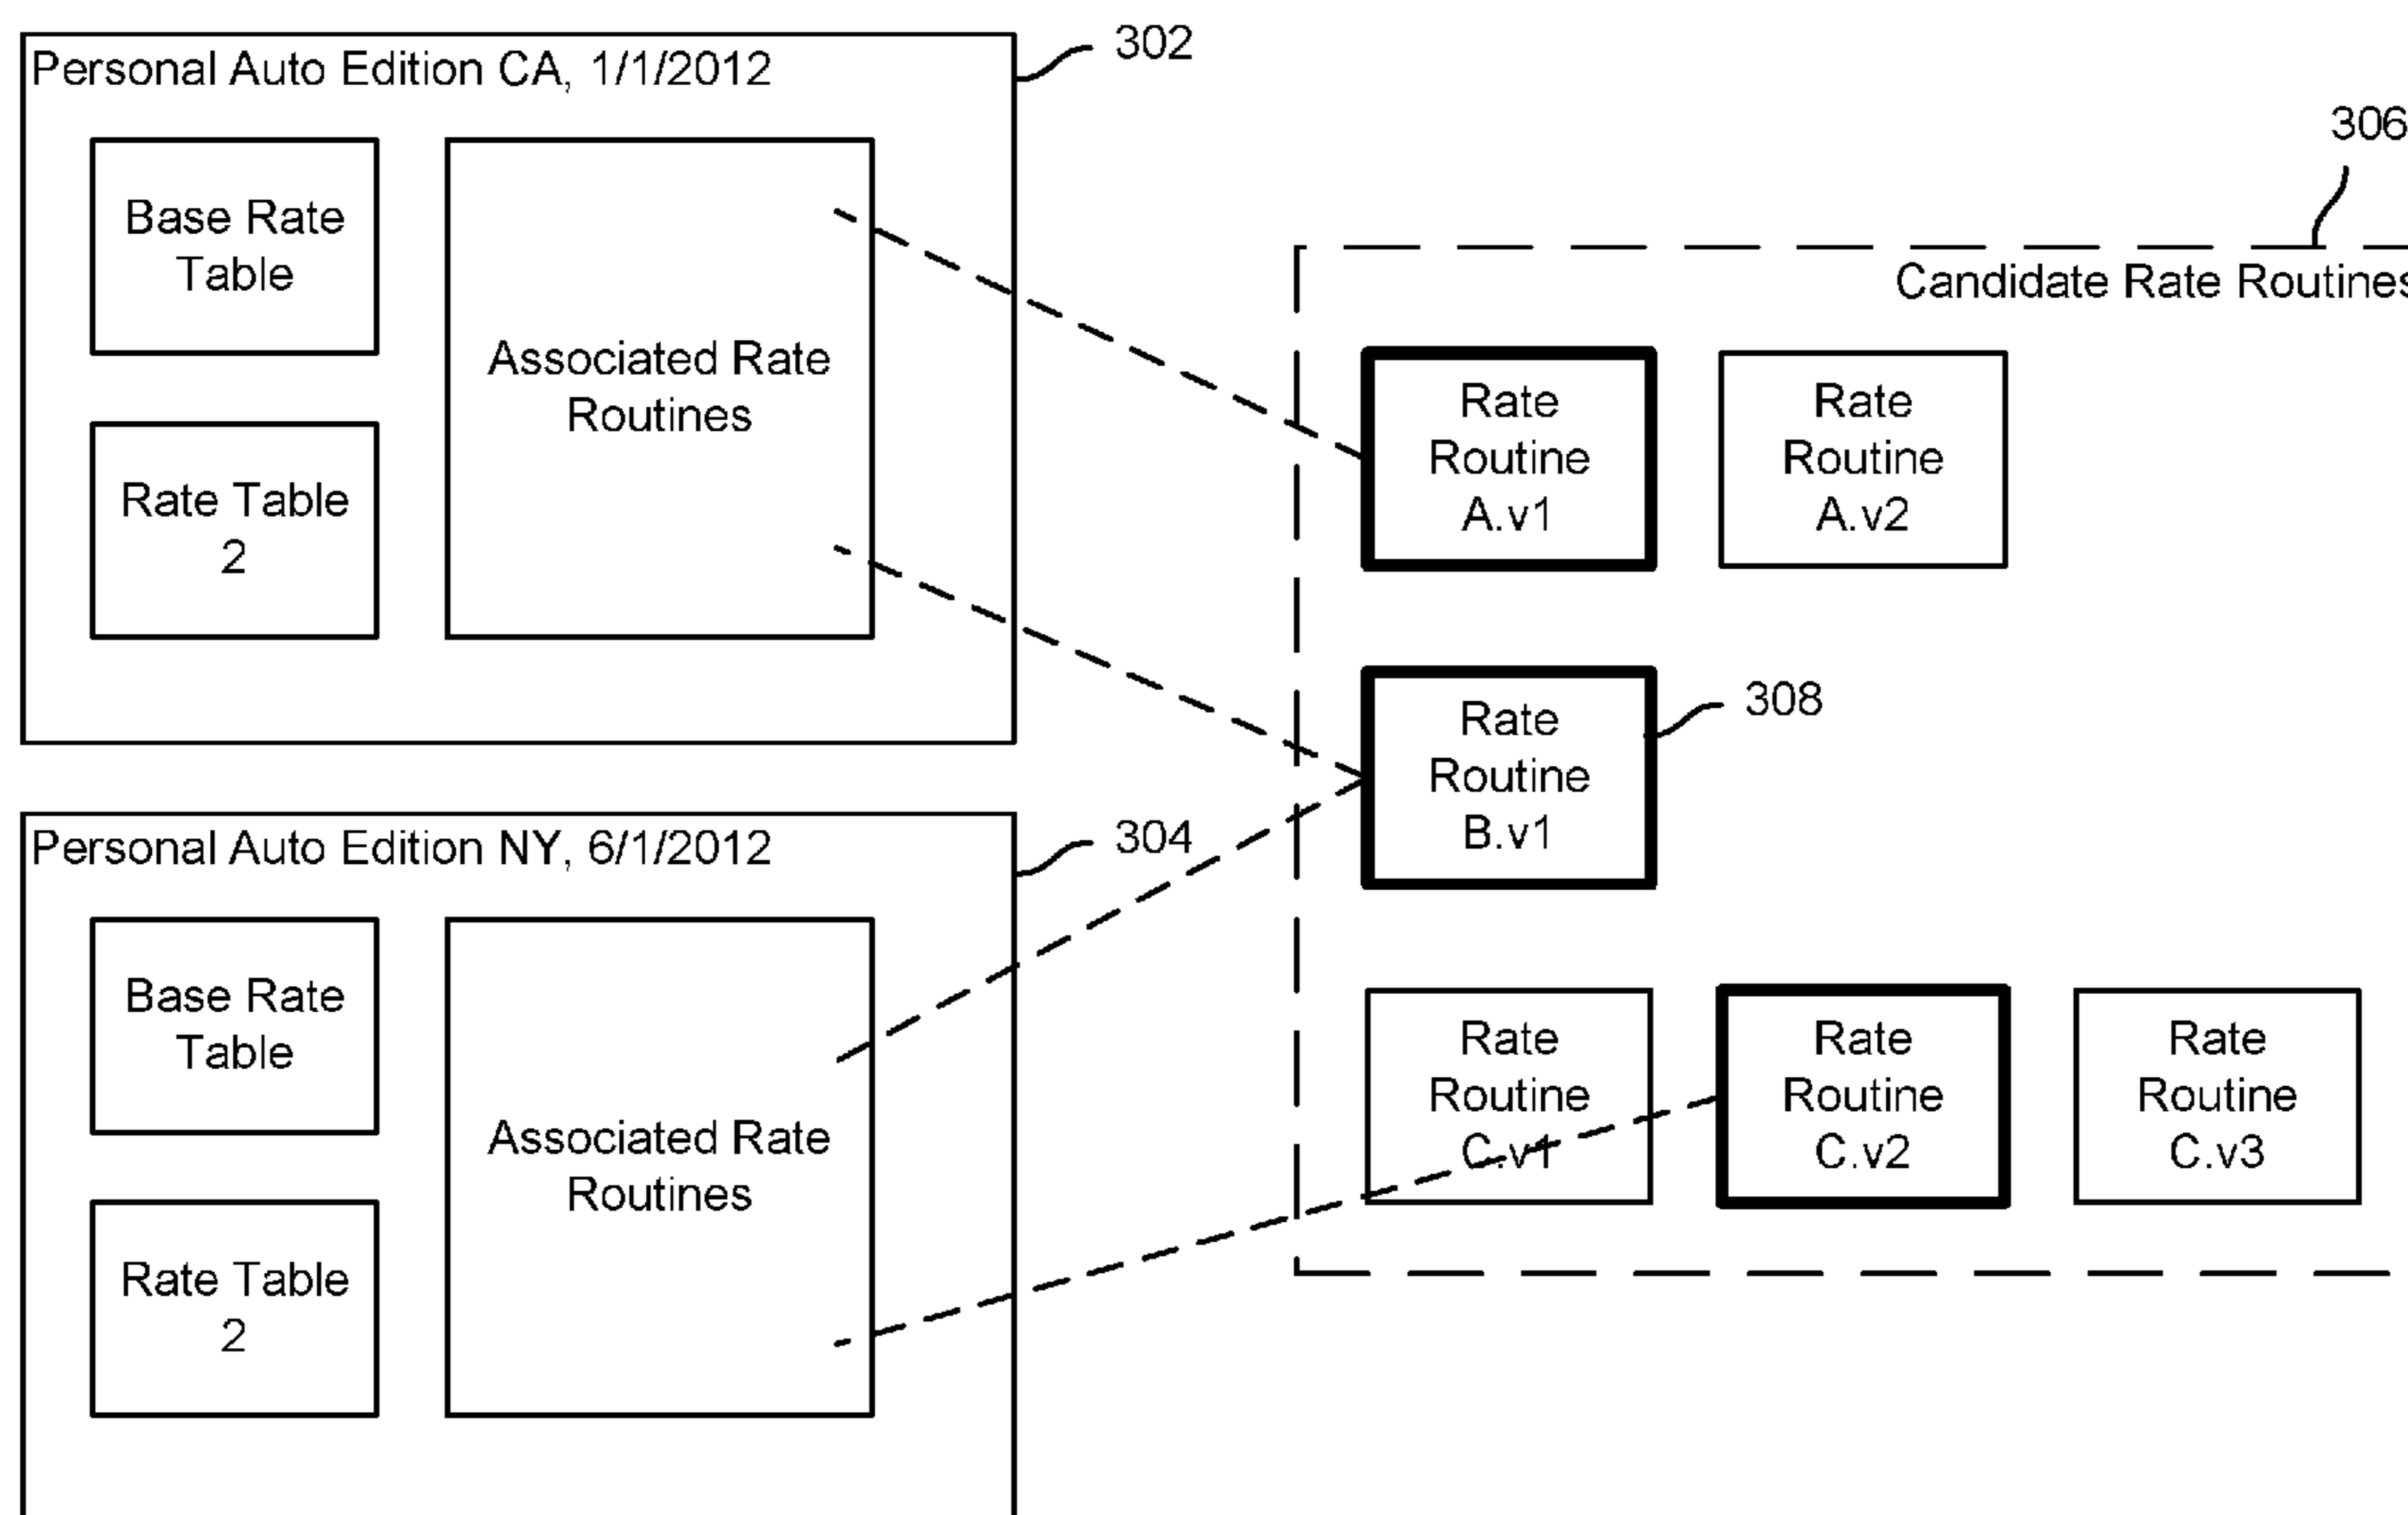 Personal Auto Edition CA, 1/1/2012
302
Base Rate
Table
Associated Rate
Routines
Rate Table
2
306
Candidate Rate Routines
Rate
Routine
A.v1
Rate
Routine
A.v2
Rate
Routine
B.v1
308
Rate
Routine
C.v1
Rate
Routine
C.v2
Rate
Routine
C.v3
Personal Auto Edition NY, 6/1/2012
304
Base Rate
Table
Associated Rate
Routines
Rate Table
2